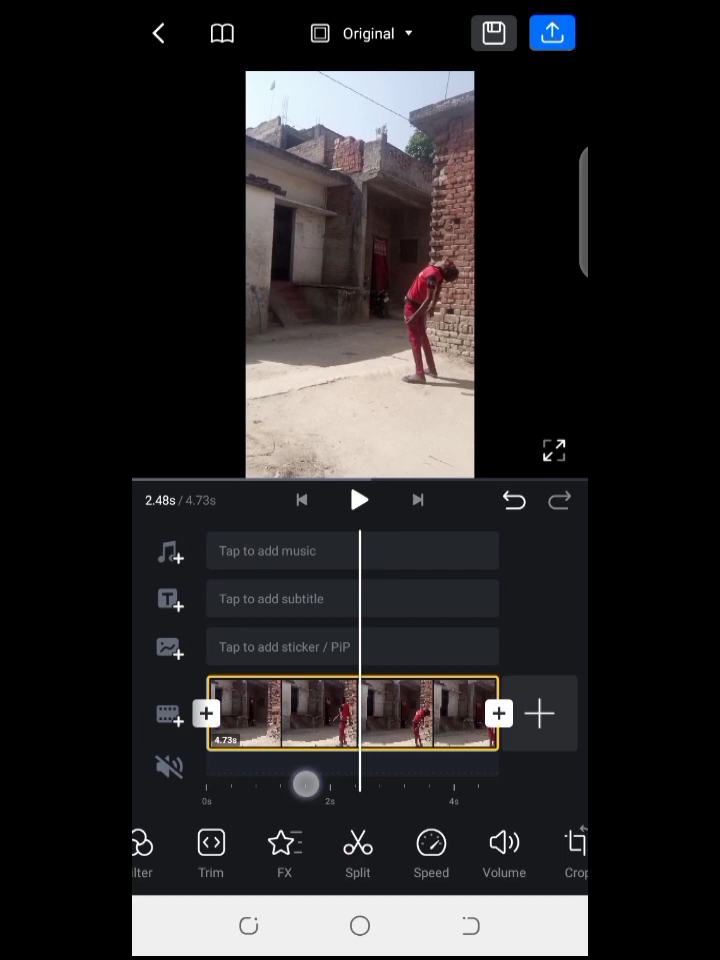 Original
2.48s / 4.73s
Tap to add music
Tap to add subtitle
Tap to add sticker / PiP
4.73s
0s 2s 4s
ilter Trim FX Split Speed Volume Crop